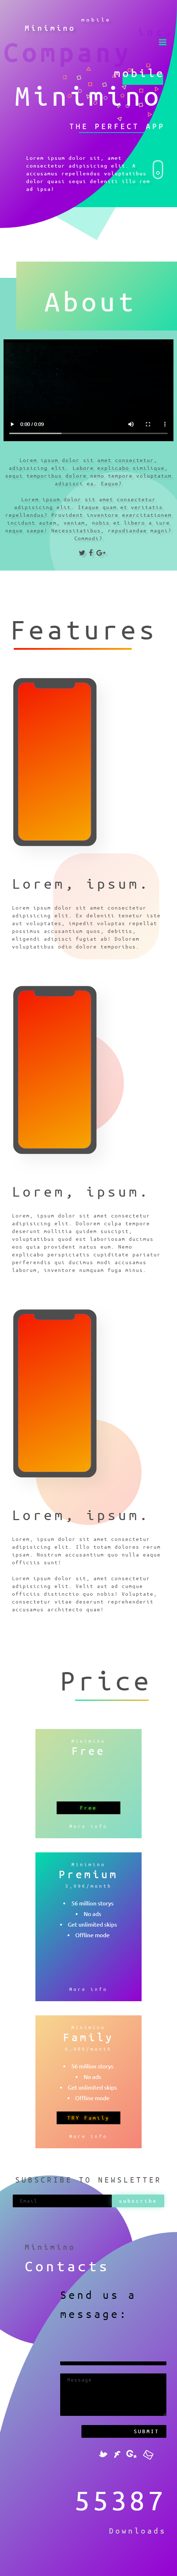 mobile
Minimino
Company
mobile
Minimino
THE PERFECT APP
Lorem ipsum dolor sit, amet
consectetur adipisicing elit. A
accusamus repellendus voluptatibus
dolor quasi sequi deleniti illo rem
ad ipsa!
About
0:00 / 0:09
Lorem ipsum dolor sit amet consectetur,
adipisicing elit. Labore explicabo similique,
sequi temporibus dolore nemo tempora voluptatum
adipisci ea. Eaque?
Lorem ipsum dolor sit amet consectetur
adipisicing elit. Itaque quam et veritatis
repellendus? Provident inventore exercitationem
incidunt autem, veniam, nobis et libero a iure
neque saepe! Necessitatibus, repudiandae magni?
Commodi?
Features
Lorem, ipsum.
Lorem ipsum dolor sit amet consectetur
adipisicing elit. Ex deleniti tenetur iste
aut voluptates, impedit voluptas repellat
possimus accusantium quos, debitis,
eligendi adipisci fugiat ab! Dolorem
voluptatibus odio dolore temporibus.
Lorem, ipsum.
Lorem, ipsum dolor sit amet consectetur
adipisicing elit. Dolorem culpa tempore
deserunt mollitia quidem suscipit,
voluptatibus quod est laboriosam ducimus
eos quia provident natus eum. Nemo
explicabo perspiciatis cupiditate pariatur
perferendis qui ducimus modi accusamus
laborum, inventore numquam fuga minus.
Lorem, ipsum.
Lorem, ipsum dolor sit amet consectetur
adipisicing elit. Illo totam dolores rerum
ipsam. Nostrum accusantium quo nulla eaque
officiis sunt!
Lorem ipsum dolor sit, amet consectetur
adipisicing elit. Velit aut ad cumque
officiis distinctio quo nobis! Voluptate,
consectetur vitae deserunt reprehenderit
accusamus architecto quae!
Price
Minimino
Free
Free
More info
Minimino
Premium
3,99€/month
56 million storys
No ads
Get unlimited skips
Offline mode
More info
Minimino
Family
6,99€/month
56 million storys
No ads
Get unlimited skips
Offline mode
TRY Family
More info
SUBSCRIBE TO NEWSLETTER
Email
subscribe
Minimino
Contacts
Send us a
message:
Message
SUBMIT
55387
Downloads